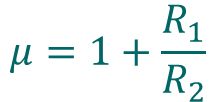 μ = 1 + R₁/R₂